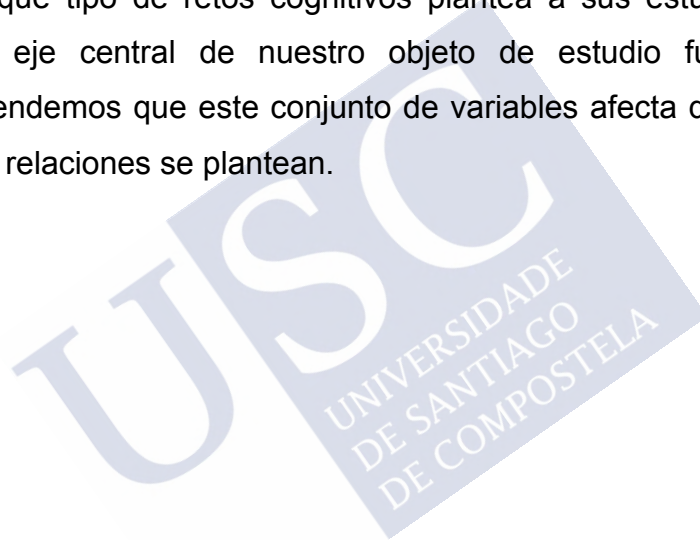 que tipo de retos cognitivos plantea a sus
eje central de nuestro objeto de estudio
endemos que este conjunto de variables afecta
relaciones se plantean.
USC
UNIVERSIDADE
DE SANTIAGO
DE COMPOSTELA